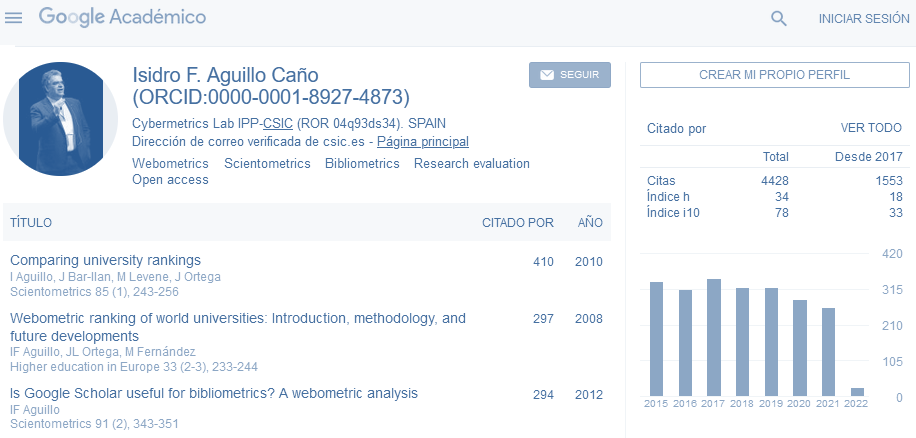 Google Académico
INICIAR SESIÓN
Isidro F. Aguillo Caño
(ORCID:0000-0001-8927-4873)
SEGUIR
Cybermetrics Lab IPP-CSIC (ROR 04q93ds34). SPAIN
Dirección de correo verificada de csic.es - Página principal
Webometrics Scientometrics Bibliometrics Research evaluation
Open access
TÍTULO CITADO POR AÑO
Comparing university rankings 410 2010
I Aguillo, J Bar-Ilan, M Levene, J Ortega
Scientometrics 85 (1), 243-256
Webometric ranking of world universities: Introduction, methodology, and 297 2008
future developments
IF Aguillo, JL Ortega, M Fernández
Higher education in Europe 33 (2-3), 233-244
Is Google Scholar useful for bibliometrics? A webometric analysis 294 2012
IF Aguillo
Scientometrics 91 (2), 343-351
CREAR MI PROPIO PERFIL
Citado por VER TODO
Total Desde 2017
Citas 4428 1553
Índice h 34 18
Índice i10 78 33
420
315
210
105
0
2015 2016 2017 2018 2019 2020 2021 2022